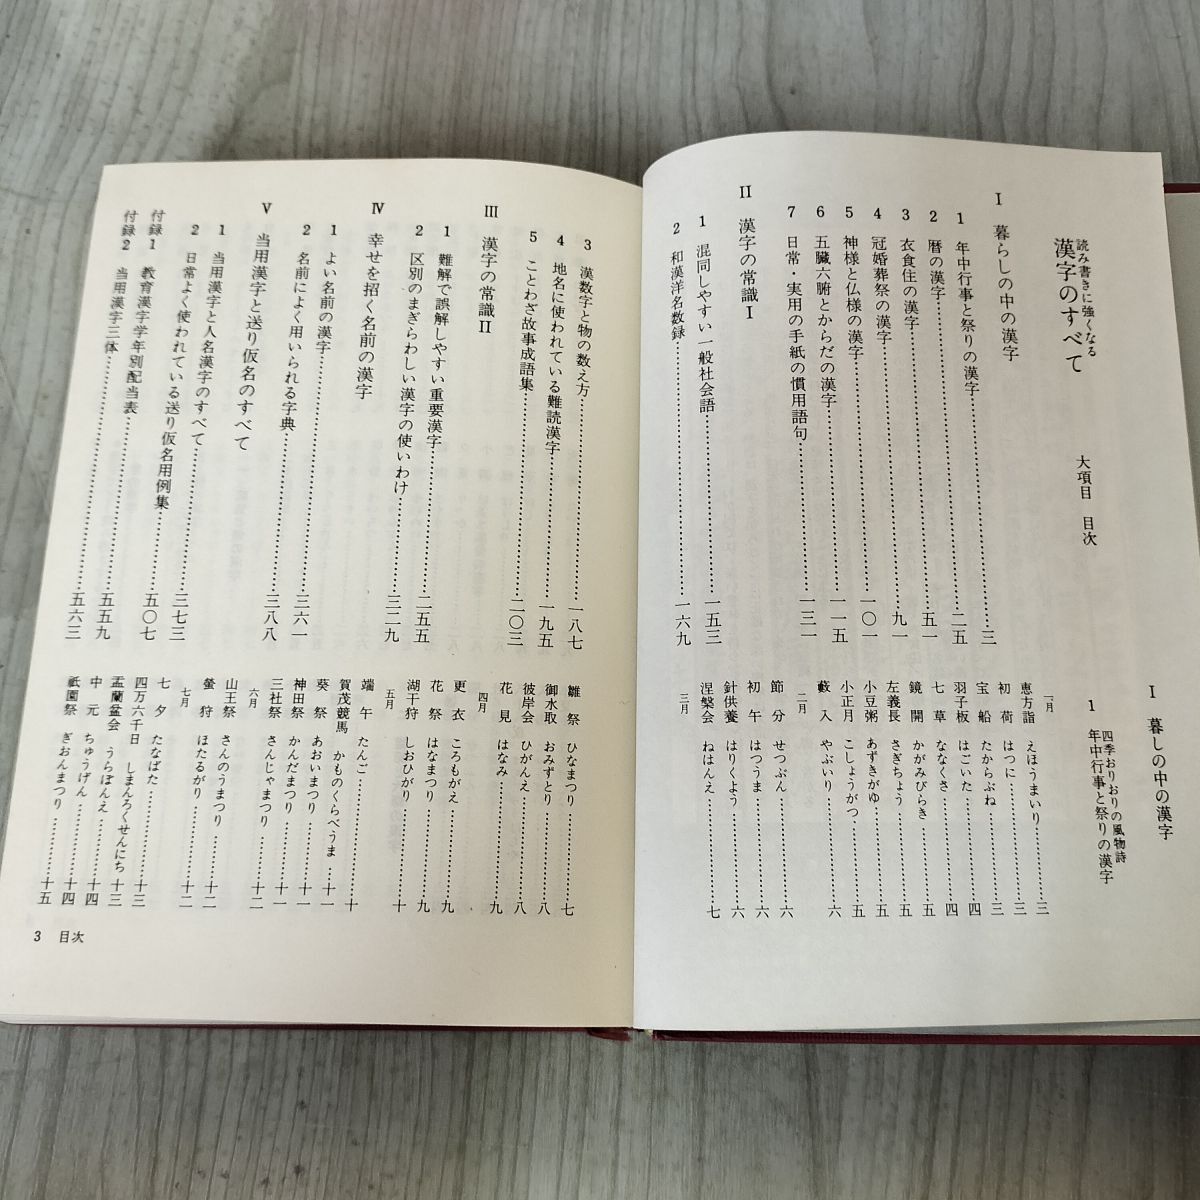 読み書きに強くなる
漢字のすべて
大項目 目次
I 暮らしの中の漢字
1 年中行事と祭りの漢字……三
2 暦の漢字……二五
3 衣食住の漢字……五一
4 冠婚葬祭の漢字……九一
5 神様と仏様の漢字……一〇一
6 五臓六腑とからだの漢字……一一五
7 日常・実用の手紙の慣用語句……一三一
II 漢字の常識I
1 混同しやすい一般社会語……一五三
2 和漢洋名数録……一六九
3 漢数字と物の数え方……一八七
4 地名に使われている難読漢字……一九五
5 ことわざ故事成語集……二〇三
III 漢字の常識II
1 難解で誤解しやすい重要漢字……二五五
2 区別のまぎらわしい漢字の使いわけ……三二九
IV 幸せを招く名前の漢字
1 よい名前の漢字……三六一
2 名前によく用いられる字典……三八八
V 当用漢字と送り仮名のすべて
1 当用漢字と人名漢字のすべて……三七三
2 日常よく使われている送り仮名用例集……五〇七
付録1 教育漢字学年別配当表……五五九
付録2 当用漢字三体……五六三
I 暮しの中の漢字
四季おりおりの風物詩
1 年中行事と祭りの漢字
一月
恵方詣 えほうまいり……三
初荷 はつに……三
宝船 たからぶね……三
羽子板 はごいた……四
七草 ななくさ……四
鏡開 かがみびらき……五
左義長 さぎちょう……五
小豆粥 あずきがゆ……五
小正月 こしょうがつ……五
藪入 やぶいり……六
二月
節分 せつぶん……六
初午 はつうま……六
針供養 はりくよう……六
涅槃会 ねはんえ……七
三月
雛祭 ひなまつり……七
御水取 おみずとり……八
彼岸会 ひがんえ……八
花見 はなみ……九
四月
更衣 ころもがえ……九
花祭 はなまつり……九
潮干狩 しおひがり……十
五月
端午 たんご……十
賀茂競馬 かものくらべうま…十一
葵祭 あおいまつり……十一
神田祭 かんだまつり……十一
三社祭 さんじゃまつり……十一
六月
山王祭 さんのうまつり……十二
螢狩 ほたるがり……十二
七月
七夕 たなばた……十三
四万六千日 しまんろくせんにち 十三
盂蘭盆会 うらぼんえ……十四
中元 ちゅうげん……十四
祇園祭 ぎおんまつり……十五
3 目次